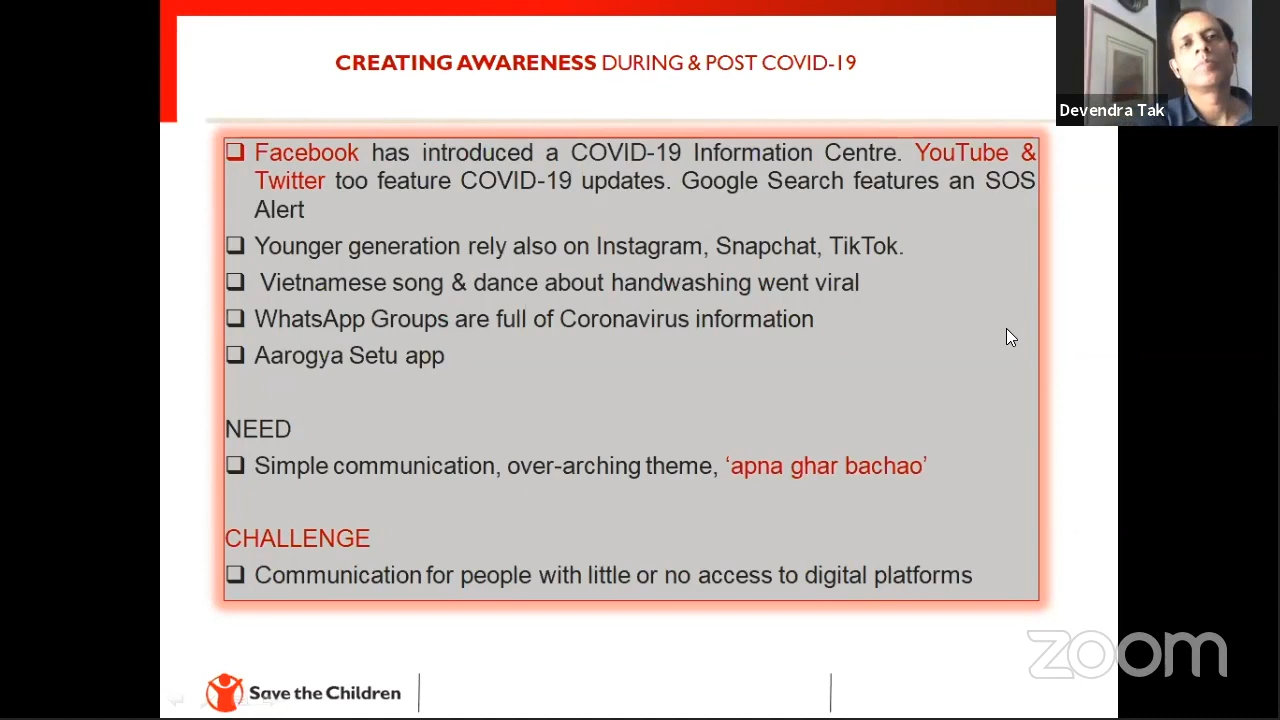 CREATING AWARENESS DURING & POST COVID-19
Devendra Tak
Facebook has introduced a COVID-19 Information Centre. YouTube &
Twitter too feature COVID-19 updates. Google Search features an SOS
Alert
Younger generation rely also on Instagram, Snapchat, TikTok.
Vietnamese song & dance about handwashing went viral
WhatsApp Groups are full of Coronavirus information
Aarogya Setu app
NEED
Simple communication, over-arching theme, ‘apna ghar bachao’
CHALLENGE
Communication for people with little or no access to digital platforms
zoom
Save the Children